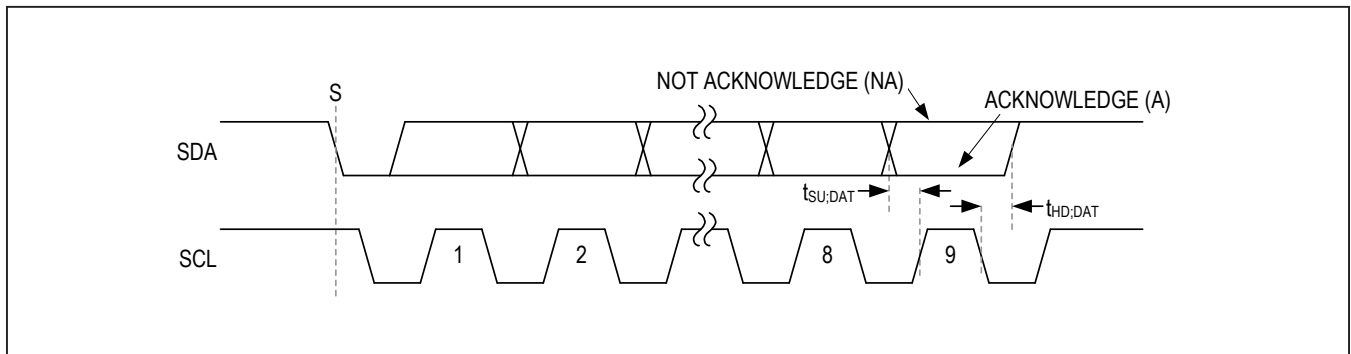 NOT ACKNOWLEDGE (NA)
S
ACKNOWLEDGE (A)
SDA
tSU;DAT
tHD;DAT
SCL
1
2
8
9